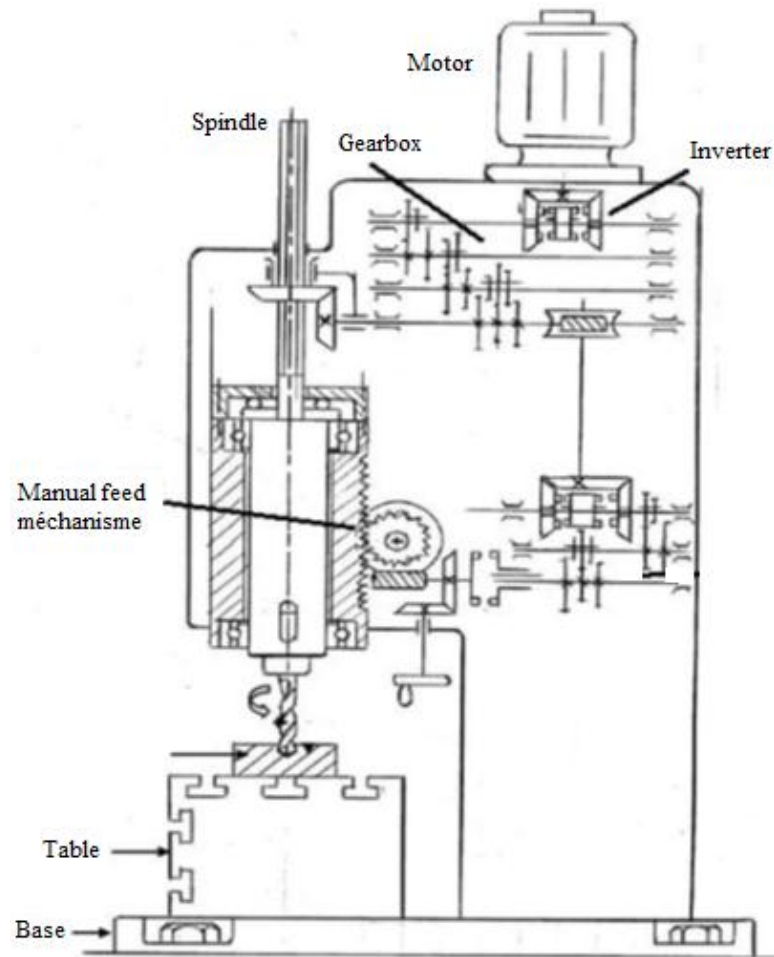 Motor
Spindle
Gearbox
Inverter
Manual feed
méchanisme
Table
Base